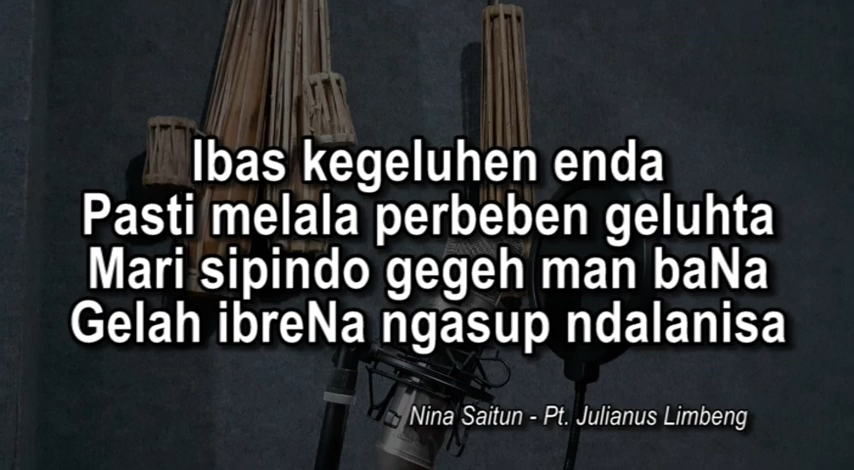 Ibas kegeluhen enda
Pasti melala perbeben geluhta
Mari sipindo gegeh man baNa
Gelah ibreNa ngasup ndalanisa
Nina Saitun - Pt. Julianus Limbeng